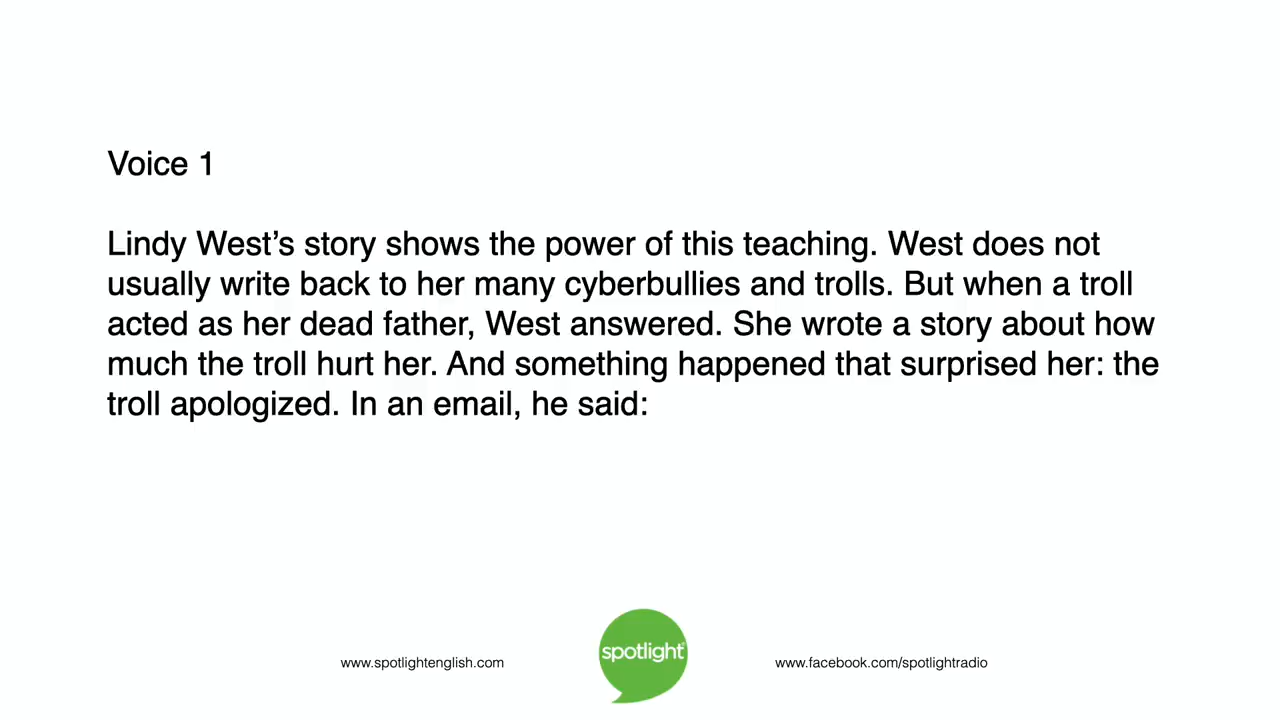 Voice 1
Lindy West’s story shows the power of this teaching. West does not
usually write back to her many cyberbullies and trolls. But when a troll
acted as her dead father, West answered. She wrote a story about how
much the troll hurt her. And something happened that surprised her: the
troll apologized. In an email, he said:
www.spotlightenglish.com
spotlight
www.facebook.com/spotlightradio